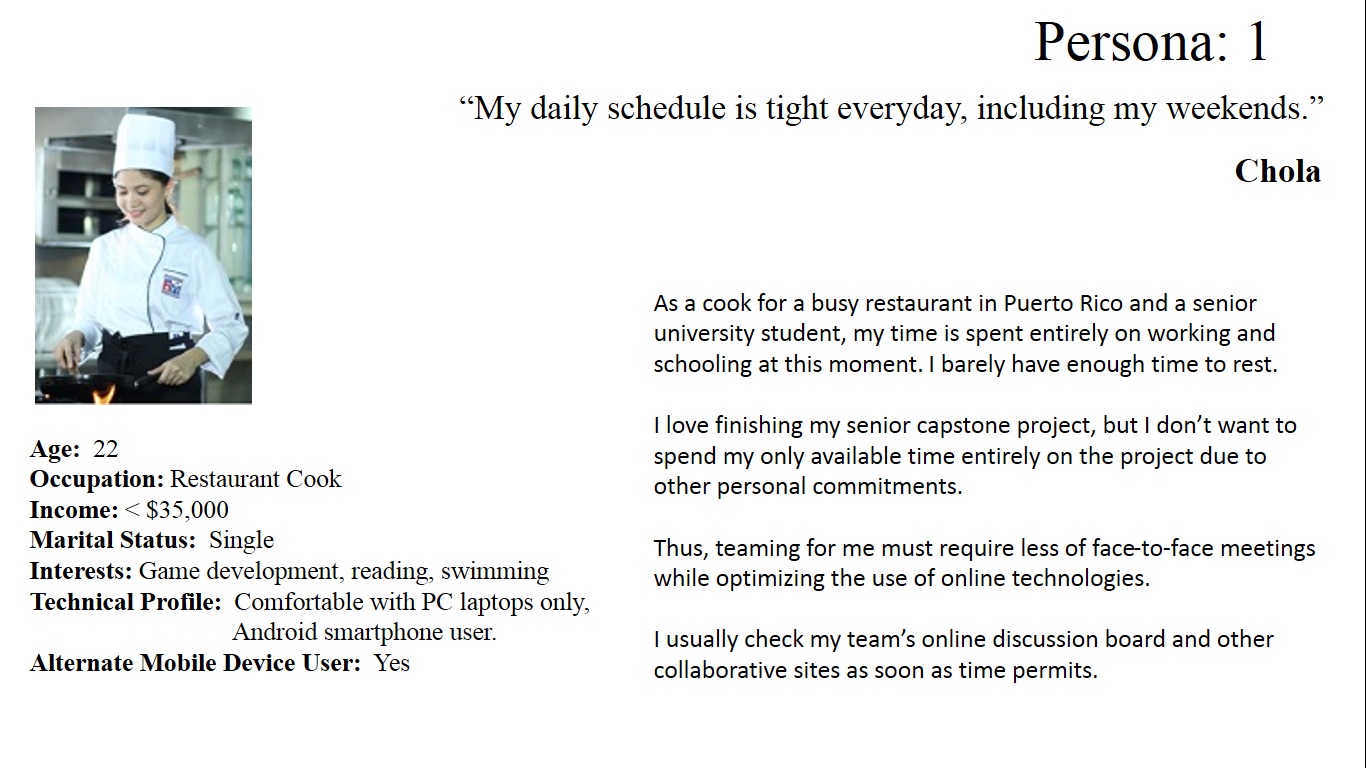 Persona: 1
“My daily schedule is tight everyday, including my weekends.”
Chola
As a cook for a busy restaurant in Puerto Rico and a senior
university student, my time is spent entirely on working and
schooling at this moment. I barely have enough time to rest.
I love finishing my senior capstone project, but I don’t want to
spend my only available time entirely on the project due to
other personal commitments.
Thus, teaming for me must require less of face-to-face meetings
while optimizing the use of online technologies.
I usually check my team’s online discussion board and other
collaborative sites as soon as time permits.
Age: 22
Occupation: Restaurant Cook
Income: < $35,000
Marital Status: Single
Interests: Game development, reading, swimming
Technical Profile: Comfortable with PC laptops only,
Android smartphone user.
Alternate Mobile Device User: Yes